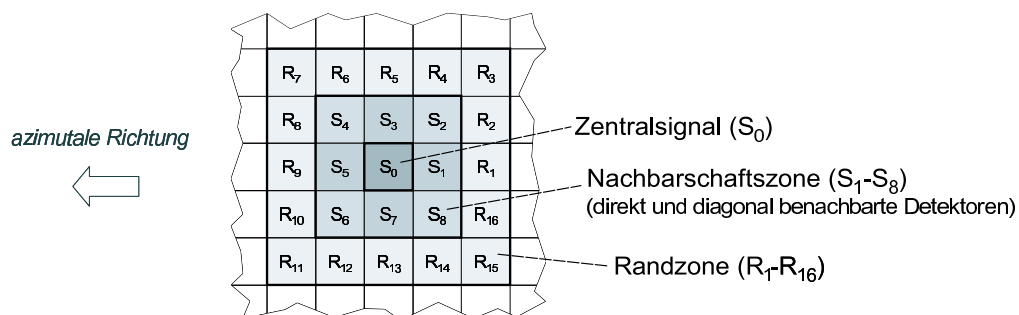 R7 R6 R5 R4 R3
R8 S4 S3 S2 R2
R9 S5 S0 S1 R1
R10 S6 S7 S8 R16
R11 R12 R13 R14 R15
azimutale Richtung
Zentralsignal (S0)
Nachbarschaftszone (S1-S8)
(direkt und diagonal benachbarte Detektoren)
Randzone (R1-R16)